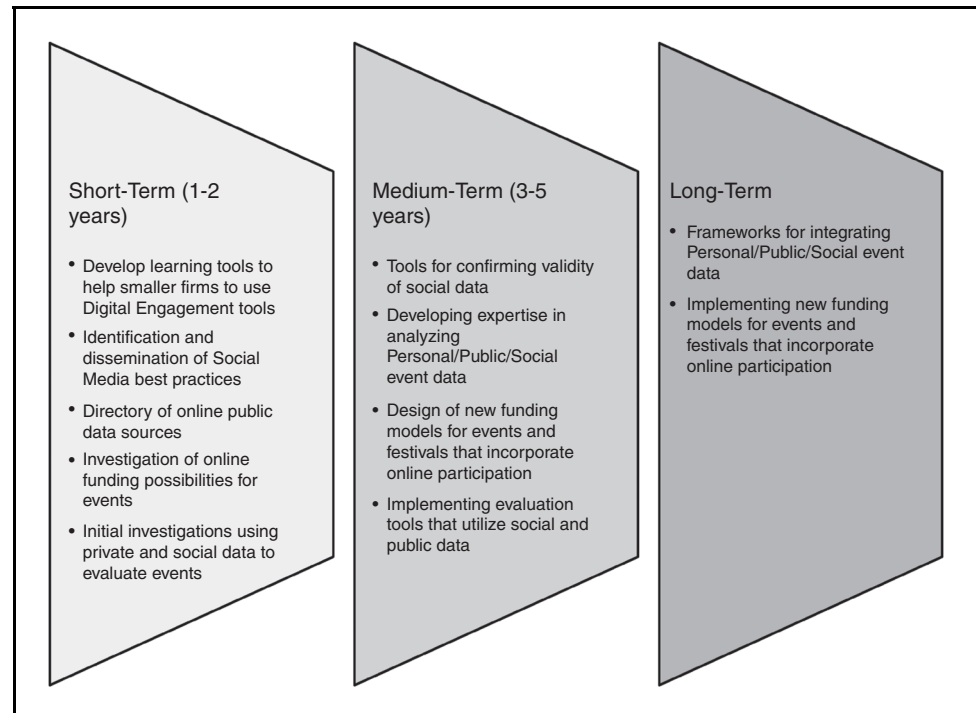 Short-Term (1-2
years)
• Develop learning tools to
help smaller firms to use
Digital Engagement tools
• Identification and
dissemination of Social
Media best practices
• Directory of online public
data sources
• Investigation of online
funding possibilities for
events
• Initial investigations using
private and social data to
evaluate events
Medium-Term (3-5
years)
• Tools for confirming validity
of social data
• Developing expertise in
analyzing
Personal/Public/Social
event data
• Design of new funding
models for events and
festivals that incorporate
online participation
• Implementing evaluation
tools that utilize social and
public data
Long-Term
• Frameworks for integrating
Personal/Public/Social event
data
• Implementing new funding
models for events and
festivals that incorporate
online participation